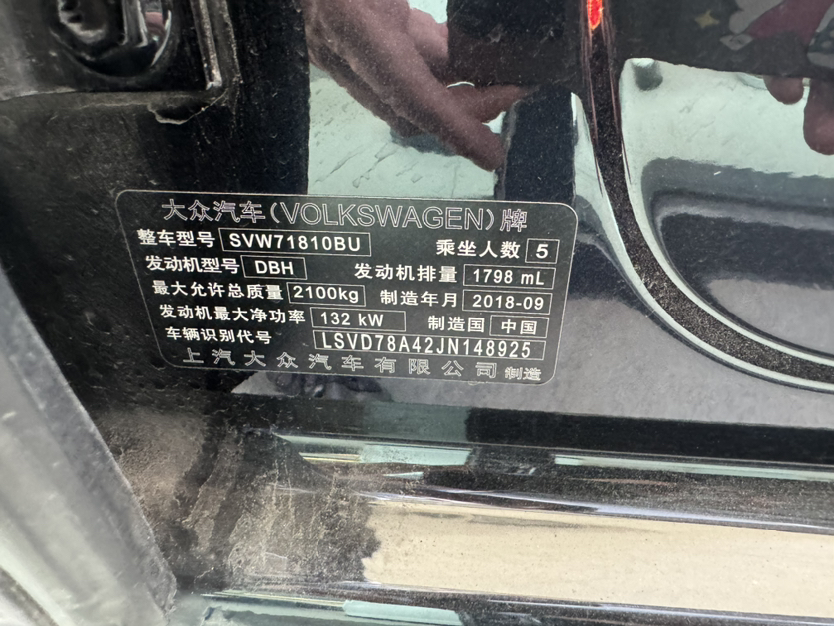 大众汽车(VOLKSWAGEN)牌
整车型号 SVW71810BU 乘坐人数 5
发动机型号 DBH 发动机排量 1798 mL
最大允许总质量 2100kg 制造年月 2018-09
发动机最大净功率 132 kW 制造国 中国
车辆识别代号 LSVD78A42JN148925
上汽大众汽车有限公司 制造